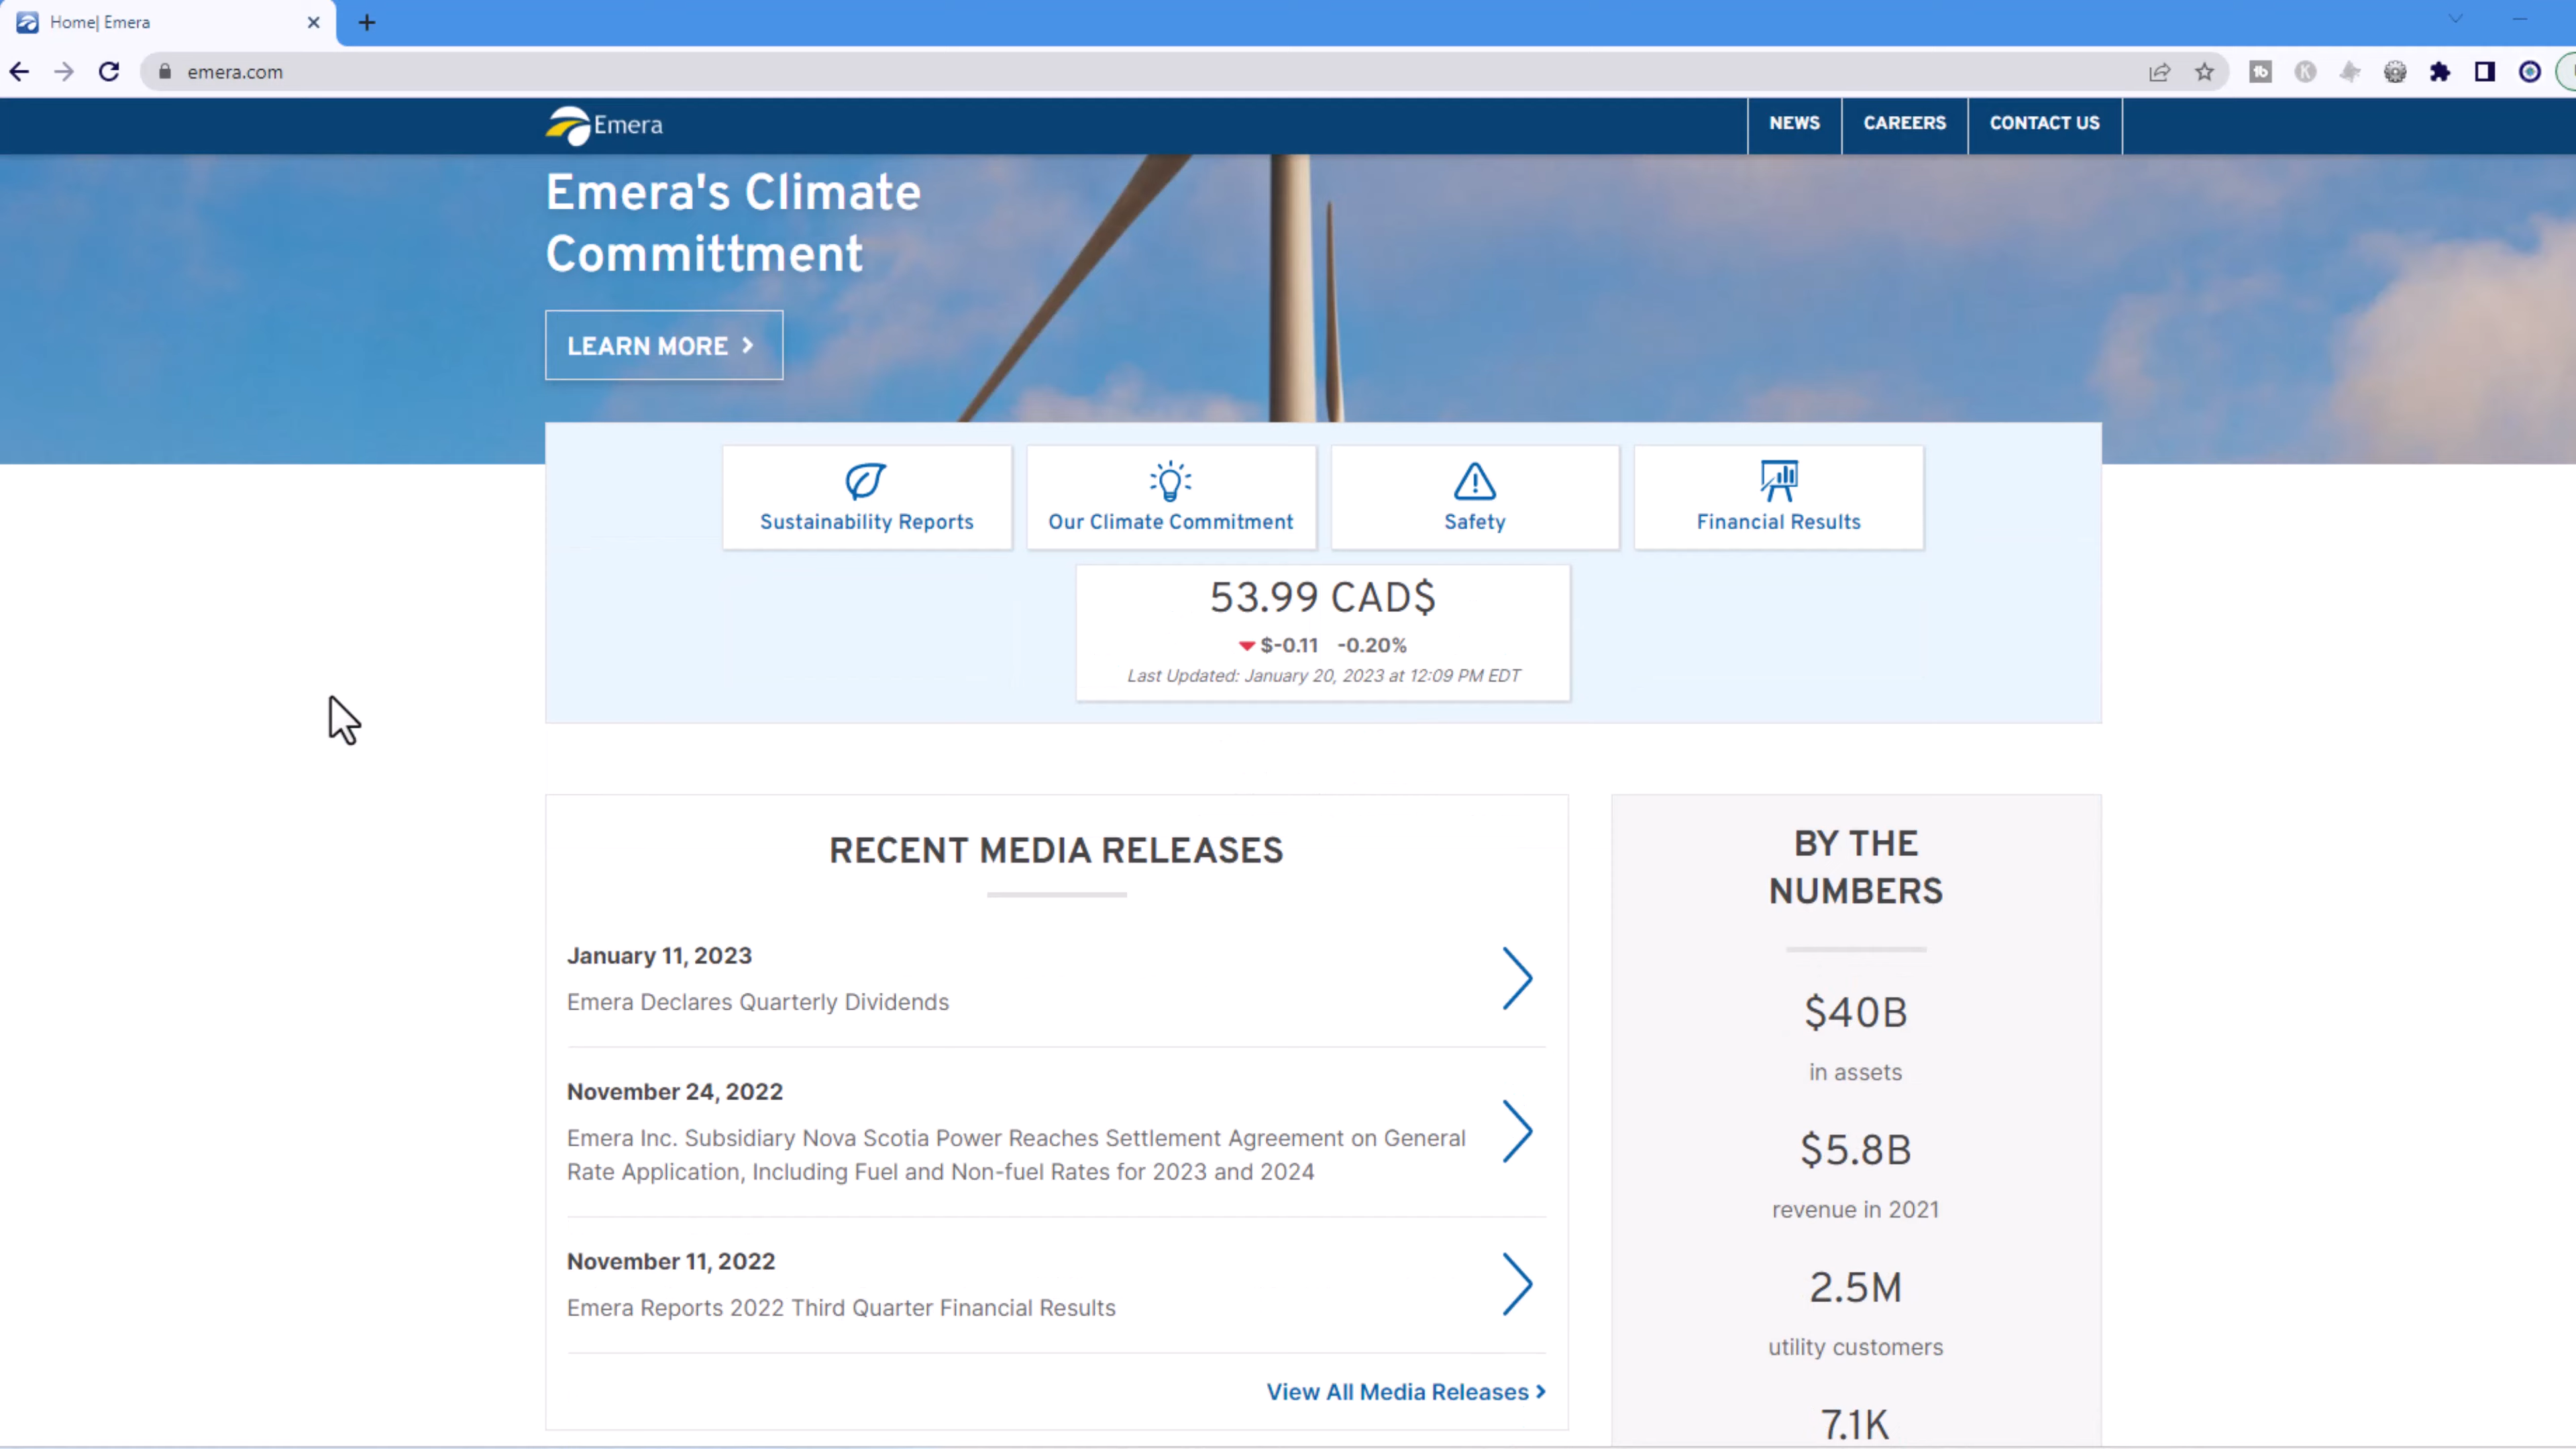 Home| Emera
emera.com
Emera
NEWS
CAREERS
CONTACT US
Emera's Climate
Committment
LEARN MORE
Sustainability Reports
Our Climate Commitment
Safety
Financial Results
53.99 CAD$
$-0.11 -0.20%
Last Updated: January 20, 2023 at 12:09 PM EDT
RECENT MEDIA RELEASES
January 11, 2023
Emera Declares Quarterly Dividends
November 24, 2022
Emera Inc. Subsidiary Nova Scotia Power Reaches Settlement Agreement on General
Rate Application, Including Fuel and Non-fuel Rates for 2023 and 2024
November 11, 2022
Emera Reports 2022 Third Quarter Financial Results
View All Media Releases
BY THE
NUMBERS
$40B
in assets
$5.8B
revenue in 2021
2.5M
utility customers
7.1K